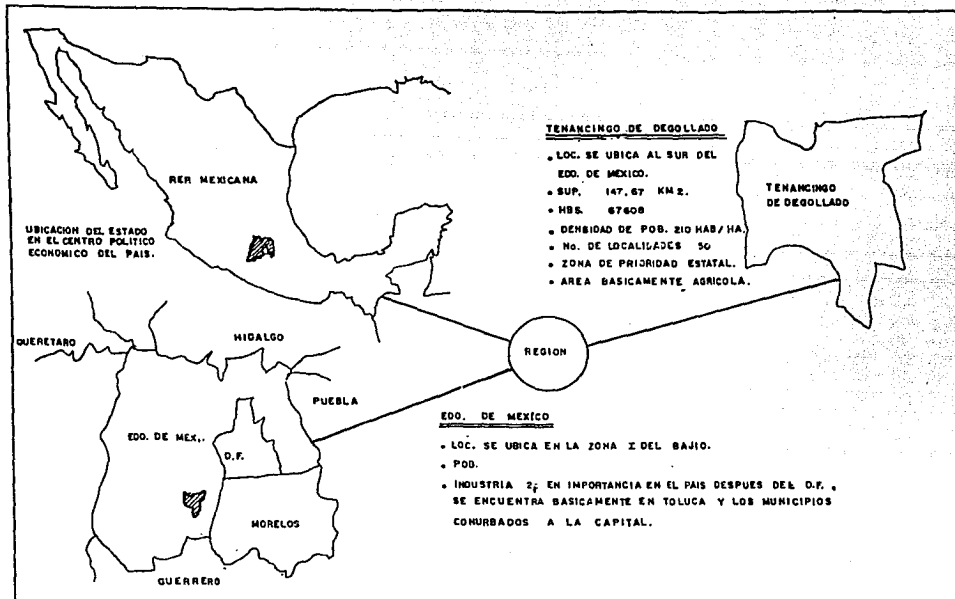 RER MEXICANA
UBICACION DEL ESTADO
EN EL CENTRO POLITICO
ECONOMICO DEL PAIS.
TENANCINGO DE DEGOLLADO
• LOC. SE UBICA AL SUR DEL
EDO. DE MEXICO.
• SUP. 147,67 KM 2.
• HBS. 67608
• DENSIDAD DE POB. 210 HAB/HA.
• No. DE LOCALIDADES 50
• ZONA DE PRIORIDAD ESTATAL.
• AREA BASICAMENTE AGRICOLA.
TENANCINGO
DE DEGOLLADO
REGION
QUERETARO
HIDALGO
PUEBLA
EDO. DE MEX.
D.F.
MORELOS
GUERRERO
EDO. DE MEXICO
• LOC. SE UBICA EN LA ZONA I DEL BAJIO.
• POB.
• INDUSTRIA 2; EN IMPORTANCIA EN EL PAIS DESPUES DEL D.F.,
SE ENCUENTRA BASICAMENTE EN TOLUCA Y LOS MUNICIPIOS
CONURBADOS A LA CAPITAL.